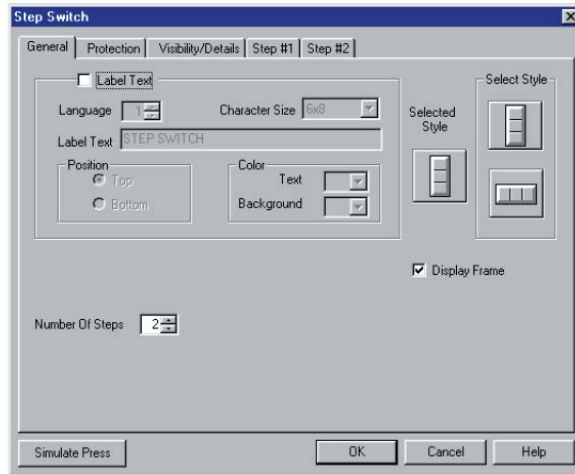 Step Switch
General Protection Visibility/Details Step #1 Step #2
Label Text
Select Style
Language 1 Character Size 6x8
Selected Style
Label Text STEP SWITCH
Position
Top
Bottom
Color
Text
Background
Display Frame
Number Of Steps 2
Simulate Press OK Cancel Help